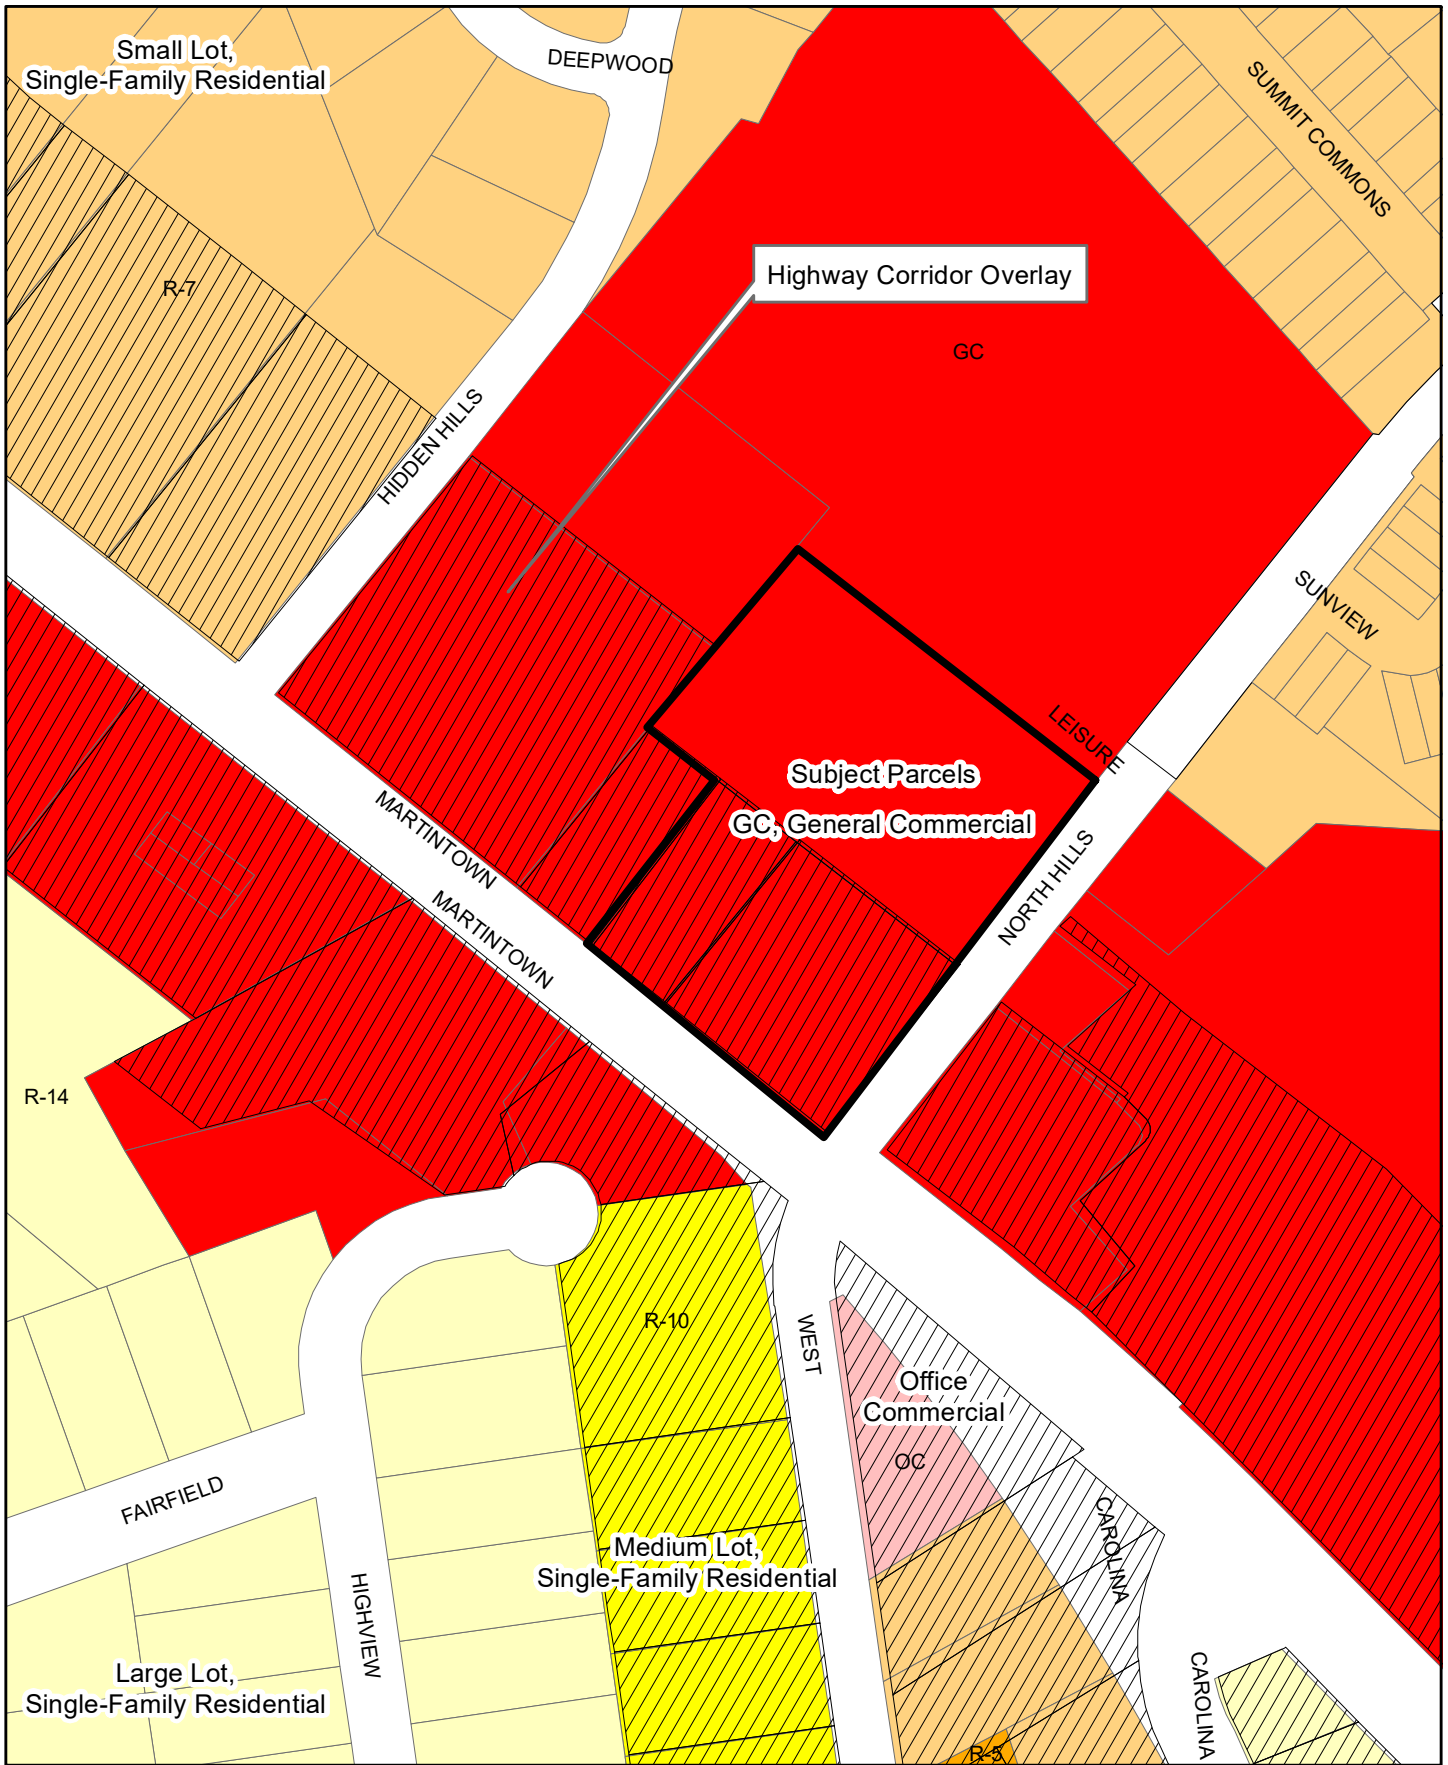 Small Lot,
Single-Family Residential
DEEPWOOD
SUMMIT COMMONS
R-7
Highway Corridor Overlay
GC
HIDDEN HILLS
SUNVIEW
LEISURE
Subject Parcels
GC, General Commercial
MARTINTOWN
MARTINTOWN
NORTH HILLS
R-14
R-10
WEST
Office
Commercial
OC
FAIRFIELD
CAROLINA
Medium Lot,
Single-Family Residential
HIGHVIEW
Large Lot,
Single-Family Residential
CAROLINA
R-5